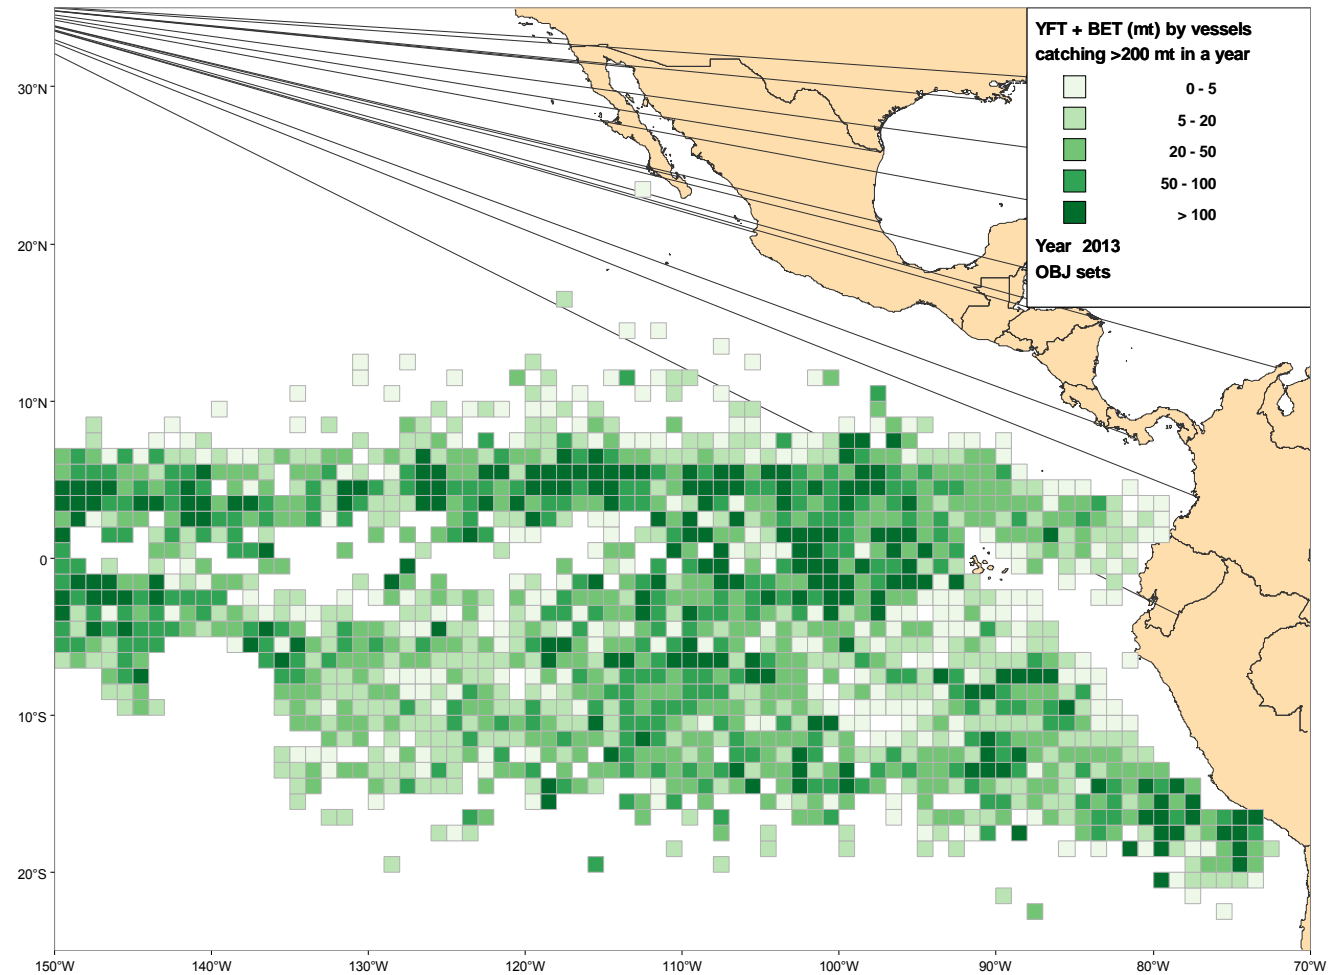 YFT + BET (mt) by vessels
catching >200 mt in a year
0 - 5
5 - 20
20 - 50
50 - 100
> 100
Year 2013
OBJ sets
30°N
20°N
10°N
0
10°S
20°S
150°W 140°W 130°W 120°W 110°W 100°W 90°W 80°W 70°W